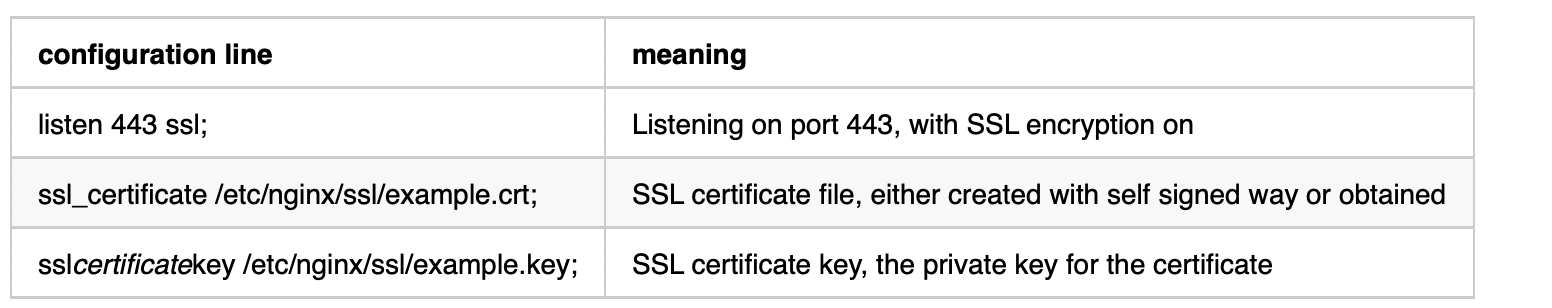 configuration line meaning
listen 443 ssl; Listening on port 443, with SSL encryption on
ssl_certificate /etc/nginx/ssl/example.crt; SSL certificate file, either created with self signed way or obtained
sslcertificatekey /etc/nginx/ssl/example.key; SSL certificate key, the private key for the certificate